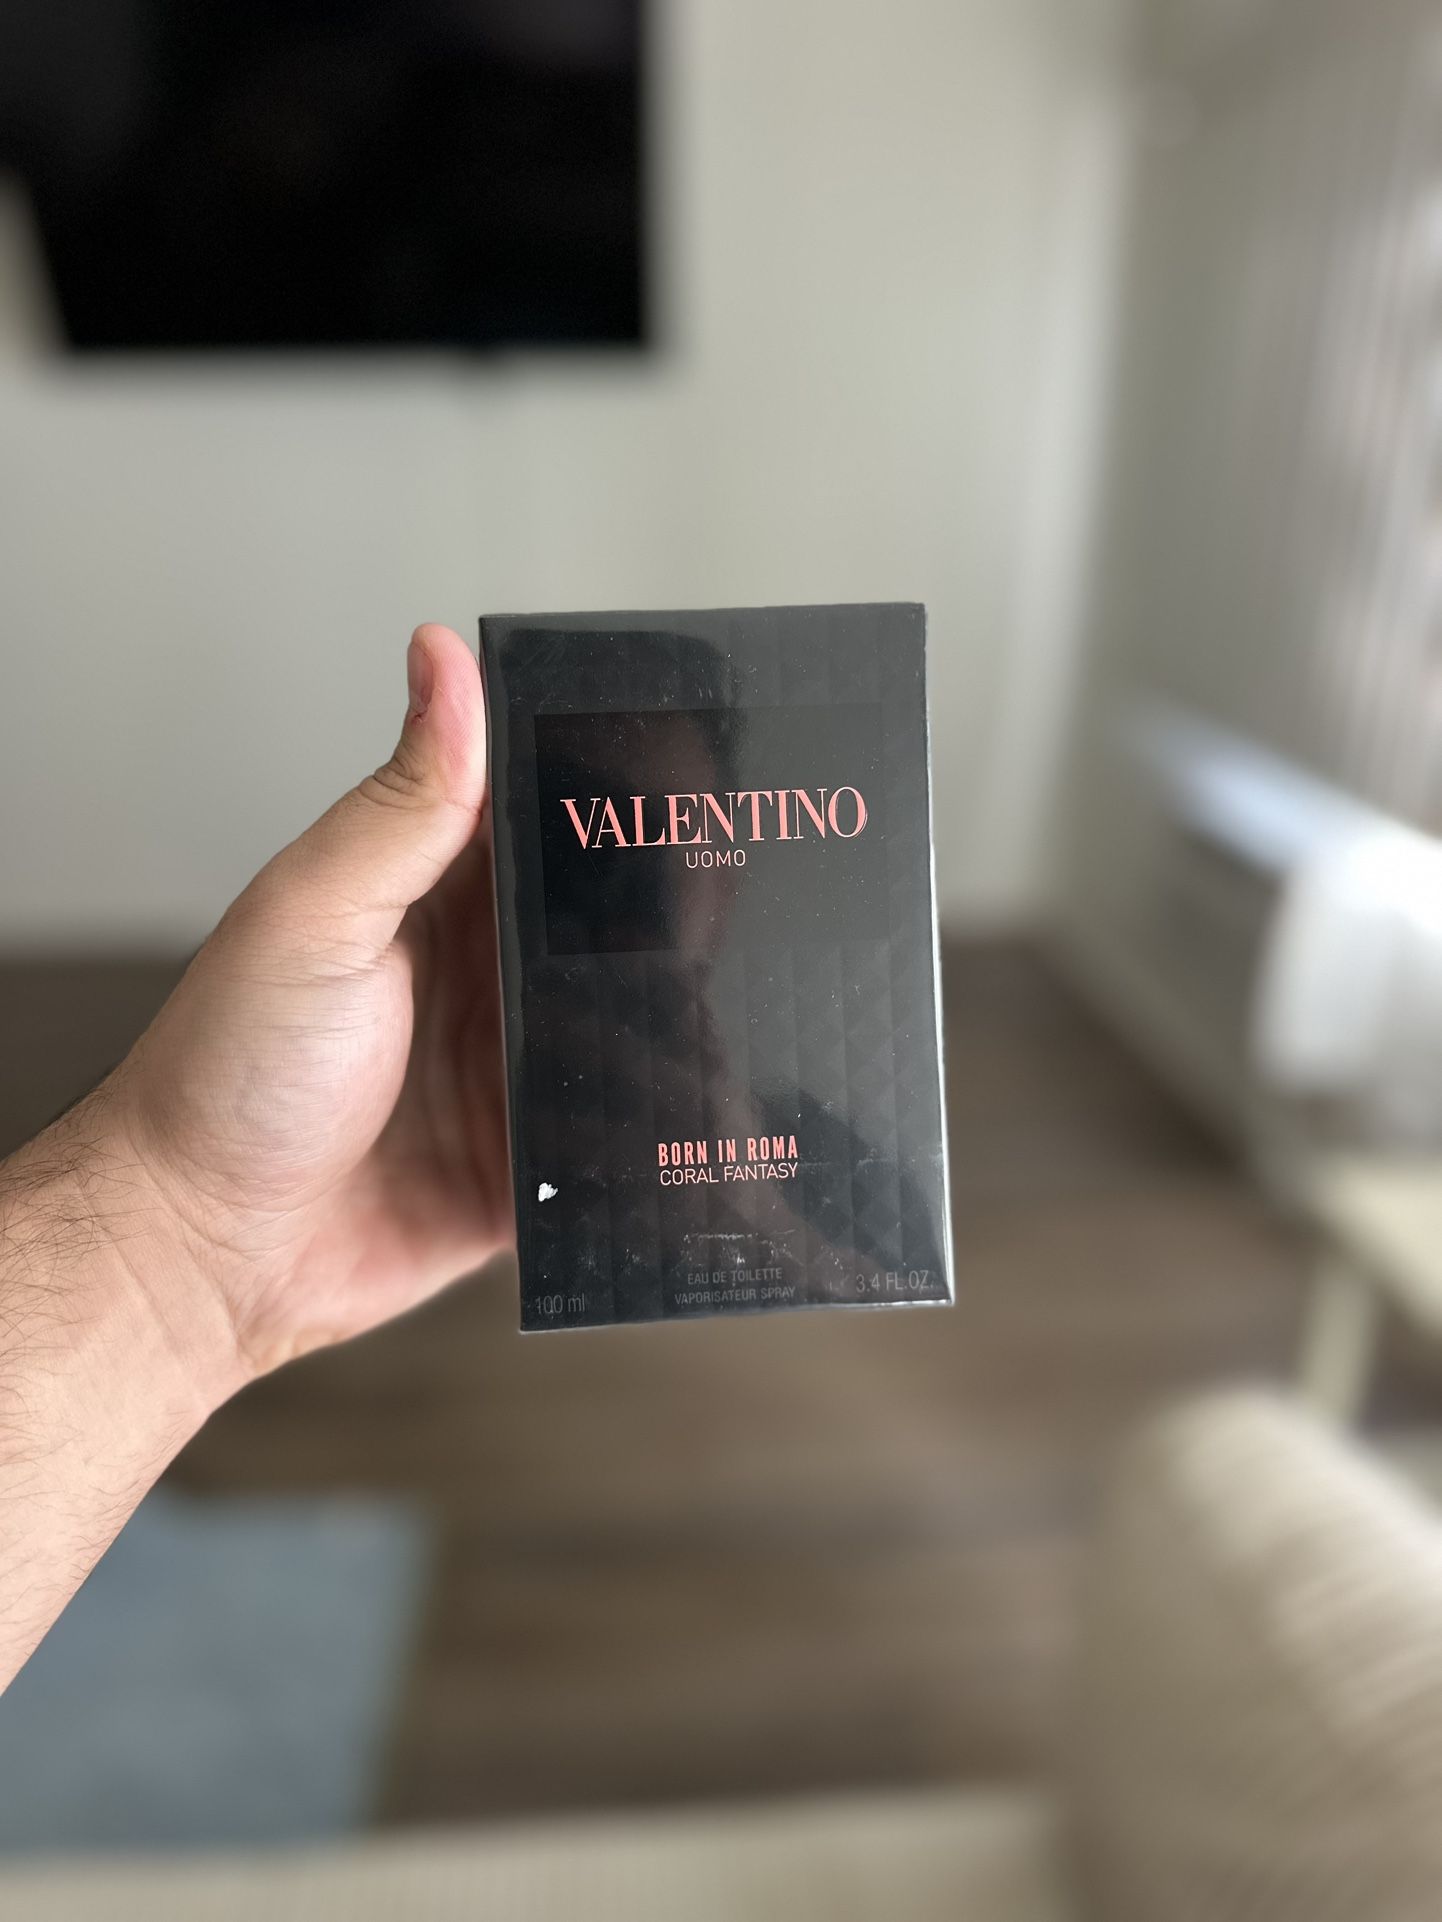 VALENTINO
UOMO
BORN IN ROMA
CORAL FANTASY
EAU DE TOILETTE
VAPORISATEUR SPRAY
100 ml
3.4 FL.OZ.